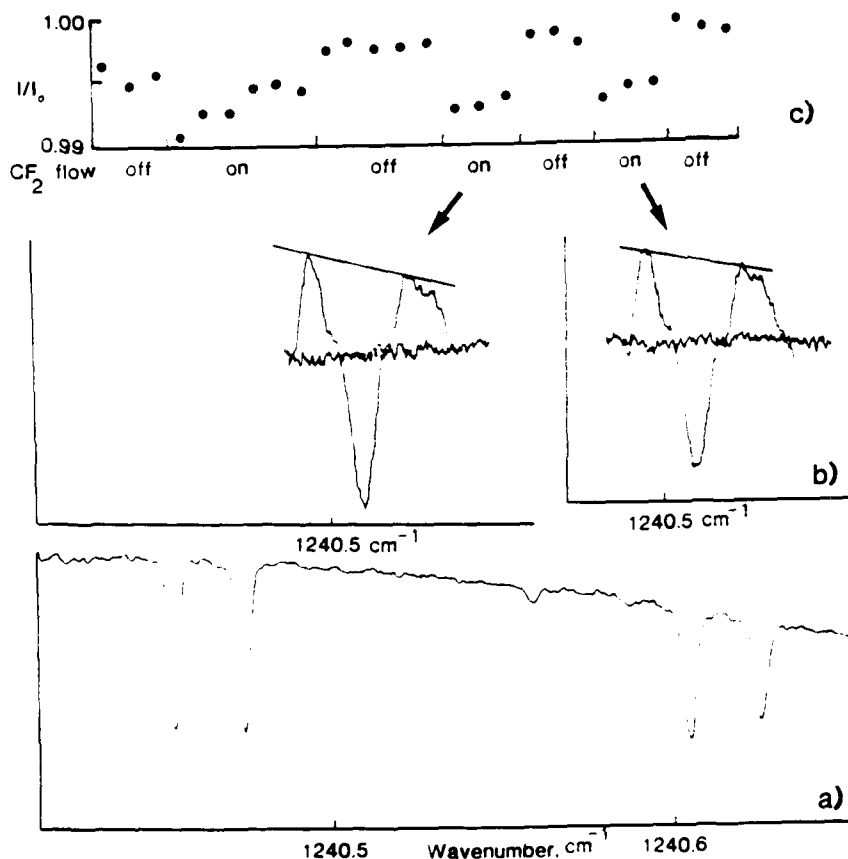 1.00
I/I₀
0.99
c)
CF₂ flow off on off on off on off
b)
1240.5 cm⁻¹
1240.5 cm⁻¹
a)
1240.5 Wavenumber, cm⁻¹ 1240.6